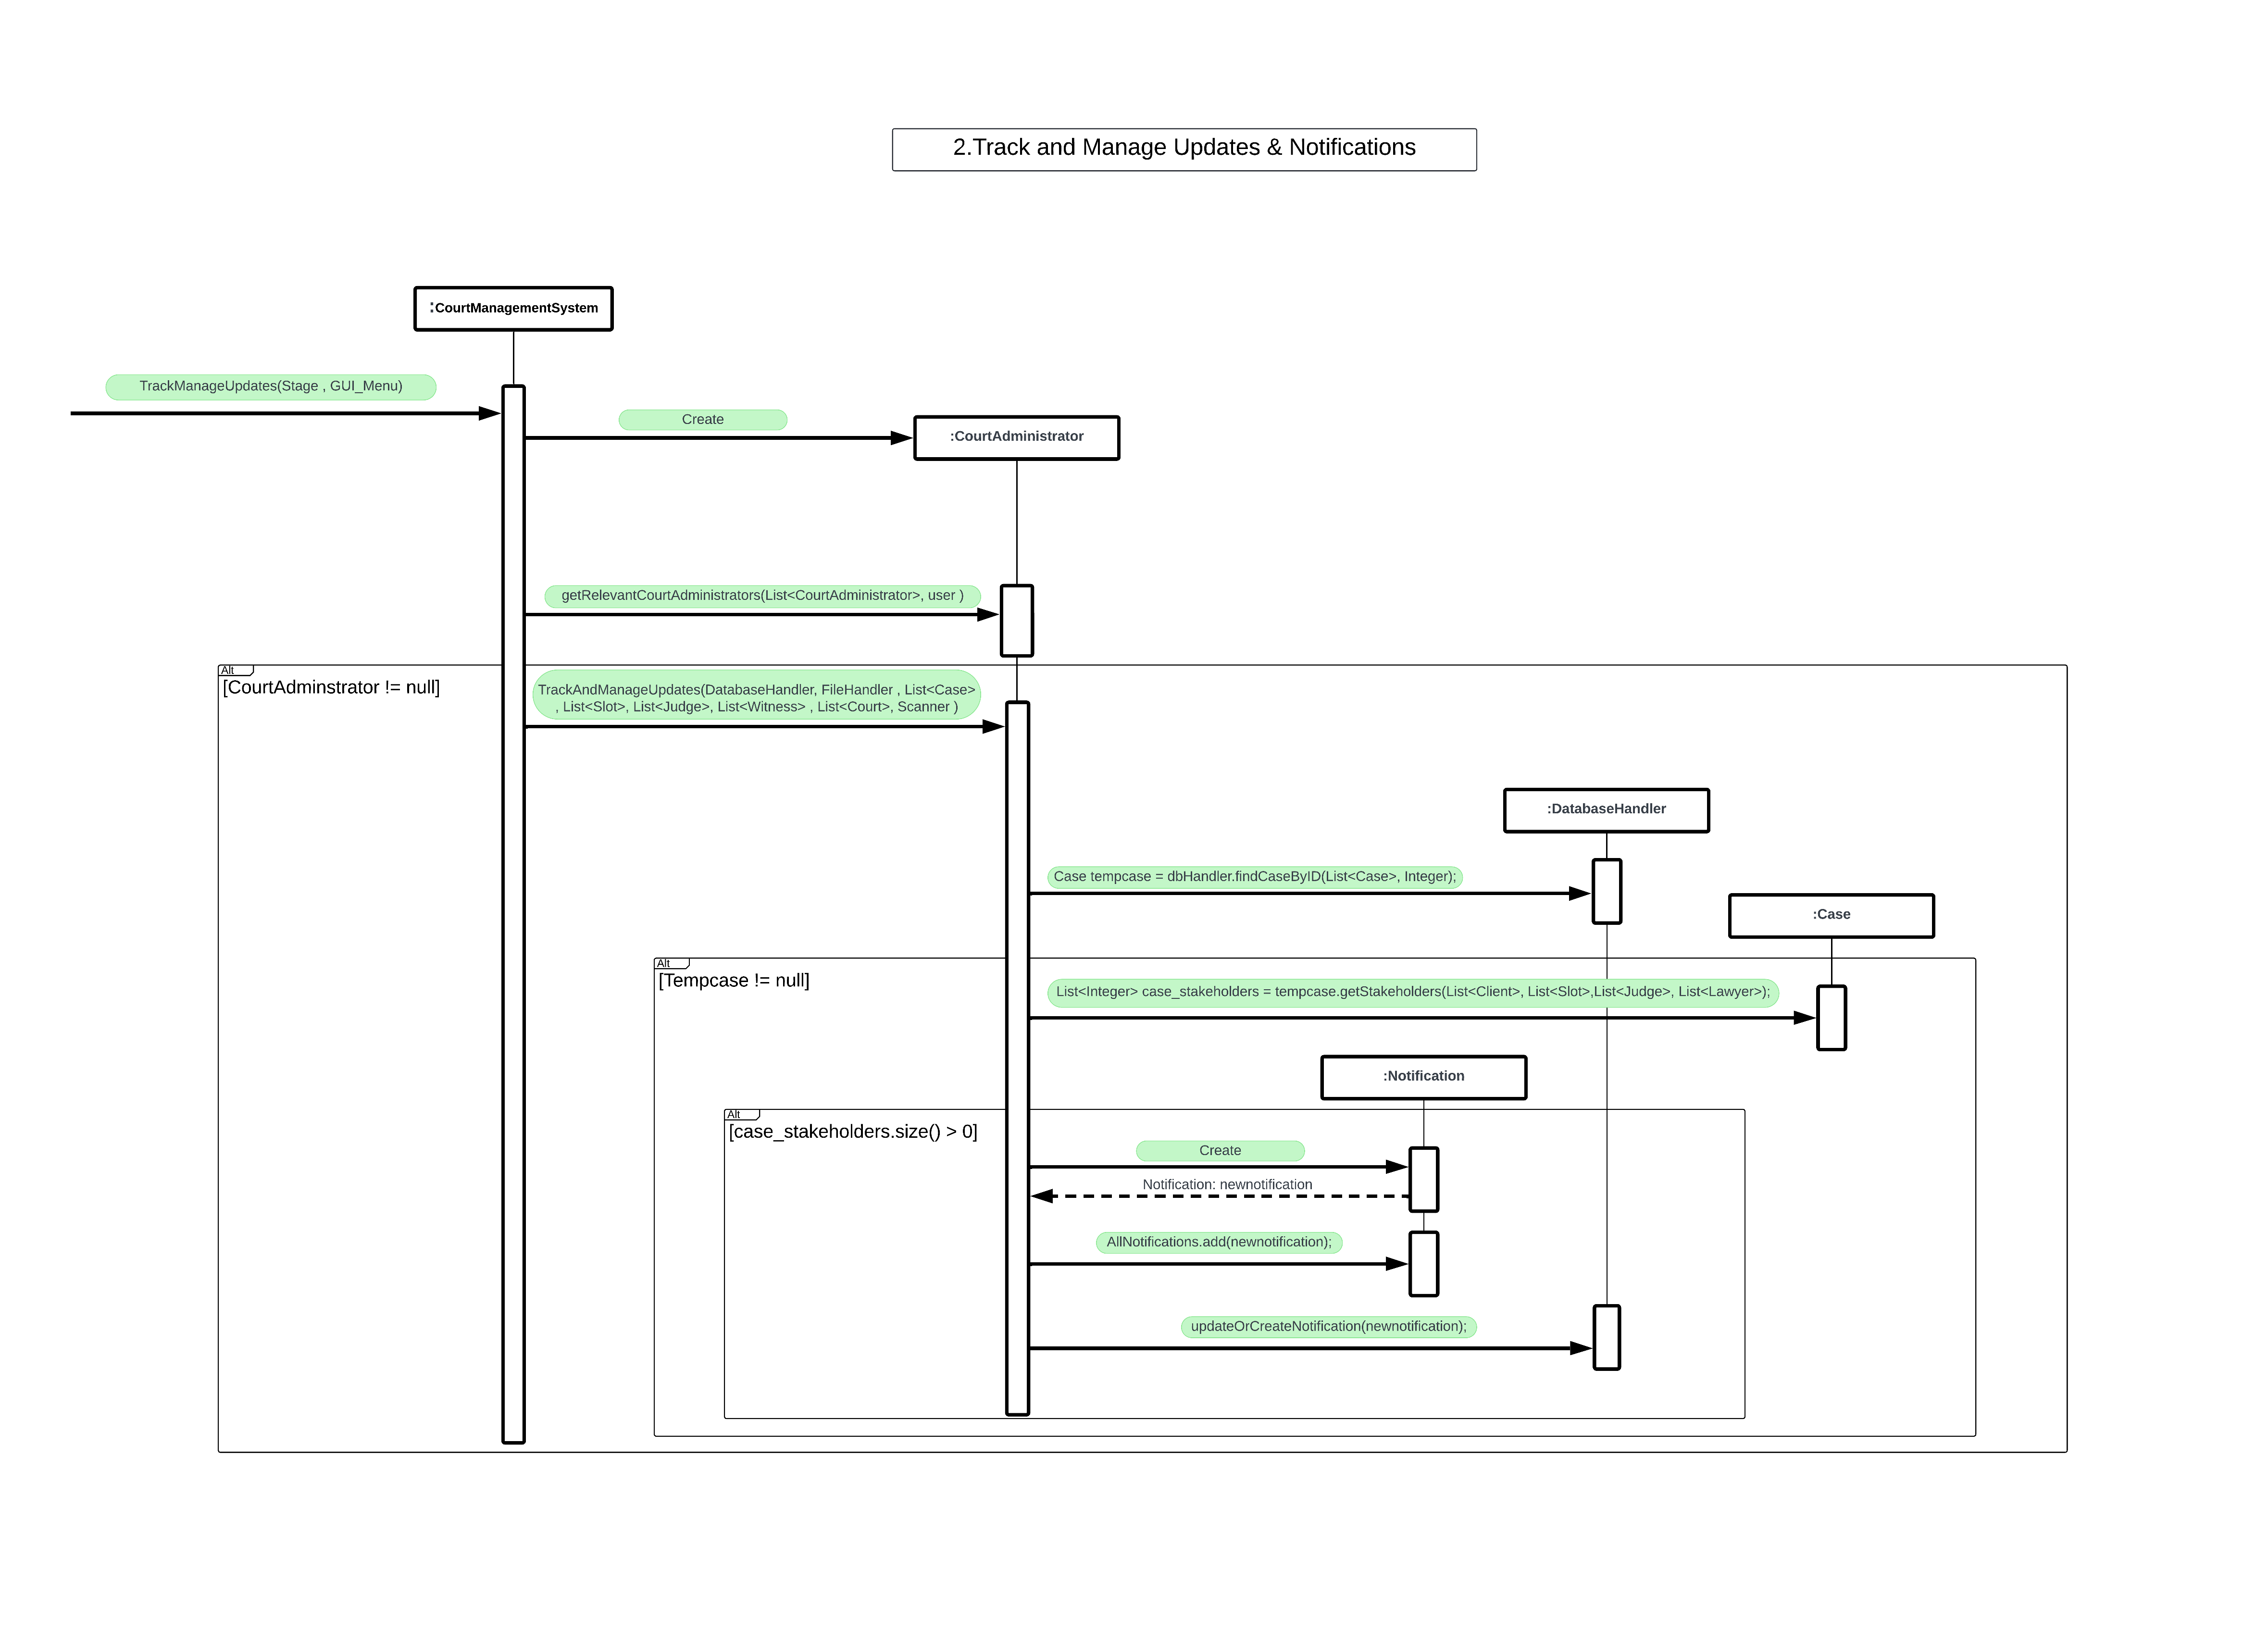 2.Track and Manage Updates & Notifications
:CourtManagementSystem
TrackManageUpdates(Stage , GUI_Menu)
Create
:CourtAdministrator
getRelevantCourtAdministrators(List<CourtAdministrator>, user )
Alt
[CourtAdminstrator != null]
TrackAndManageUpdates(DatabaseHandler, FileHandler , List<Case>
, List<Slot>, List<Judge>, List<Witness> , List<Court>, Scanner )
:DatabaseHandler
Case tempcase = dbHandler.findCaseByID(List<Case>, Integer);
:Case
Alt
[Tempcase != null]
List<Integer> case_stakeholders = tempcase.getStakeholders(List<Client>, List<Slot>,List<Judge>, List<Lawyer>);
:Notification
Alt
[case_stakeholders.size() > 0]
Create
Notification: newnotification
AllNotifications.add(newnotification);
updateOrCreateNotification(newnotification);